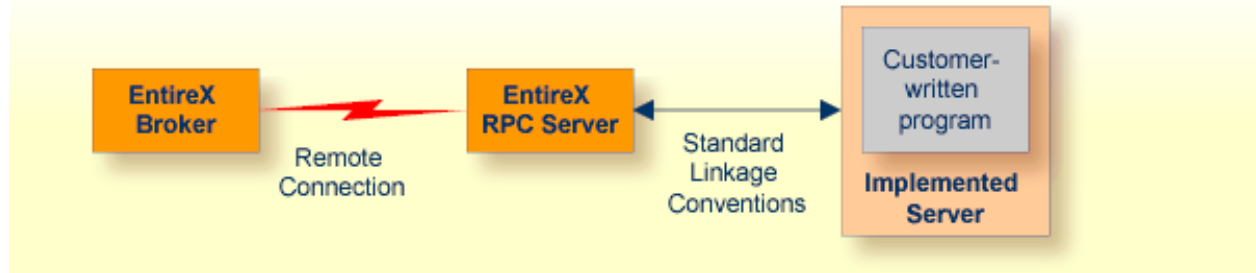 EntireX
Broker
Remote
Connection
EntireX
RPC Server
Standard
Linkage
Conventions
Customer-
written
program
Implemented
Server